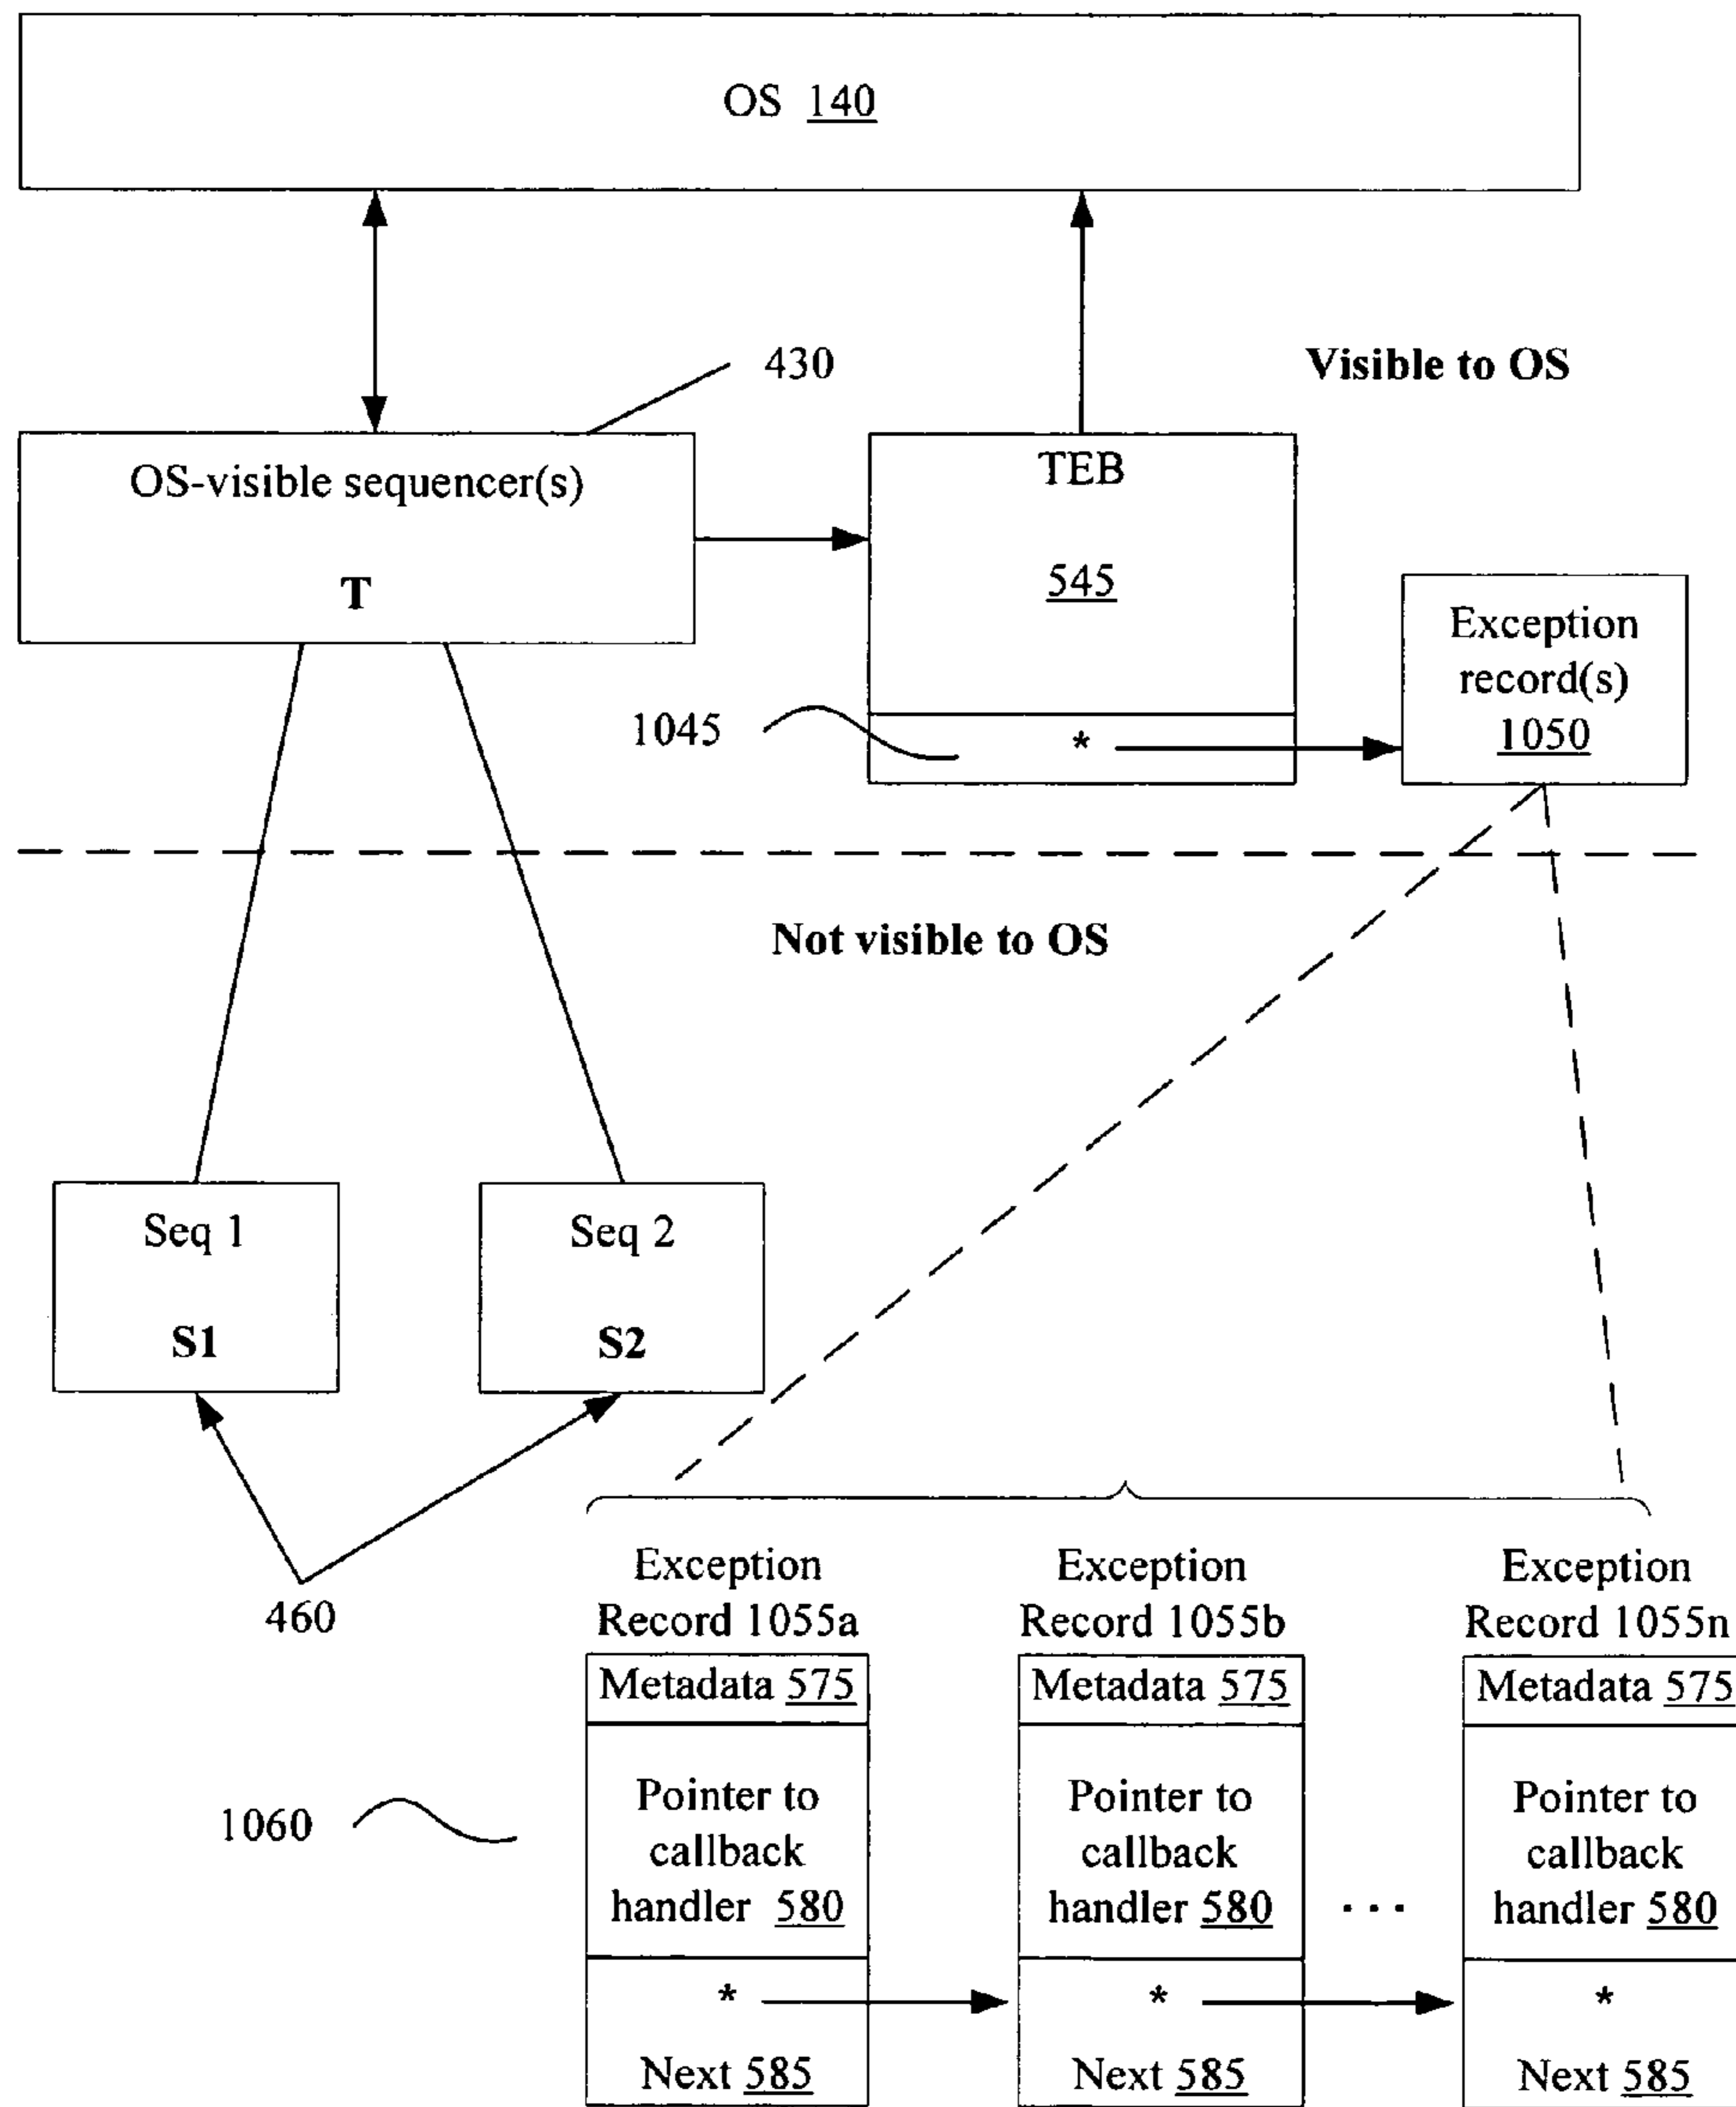 OS 140
430
Visible to OS
OS-visible sequencer(s)
T
TEB
545
Exception
record(s)
1050
1045
*
Not visible to OS
Seq 1
S1
Seq 2
S2
460
Exception
Record 1055a
Exception
Record 1055b
Exception
Record 1055n
Metadata 575
Metadata 575
Metadata 575
1060
Pointer to
callback
handler 580
Pointer to
callback
handler 580
. . .
Pointer to
callback
handler 580
*
Next 585
*
Next 585
*
Next 585